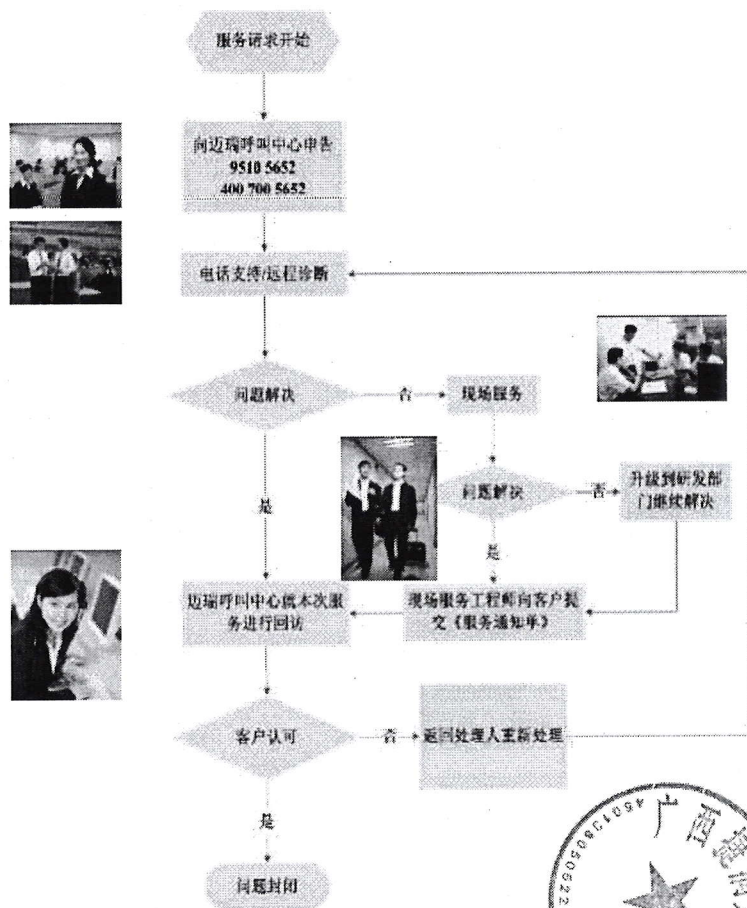 服务请求开始
向迈瑞呼叫中心申告
9510 5652
400 700 5652
电话支持/远程诊断
问题解决
否
现场服务
问题解决
否
升级到研发部
门继续解决
是
是
迈瑞呼叫中心就本次服
务进行回访
现场服务工程师向客户提
交《服务通知单》
客户认可
否
返回处理人重新处理
是
问题封闭
广西